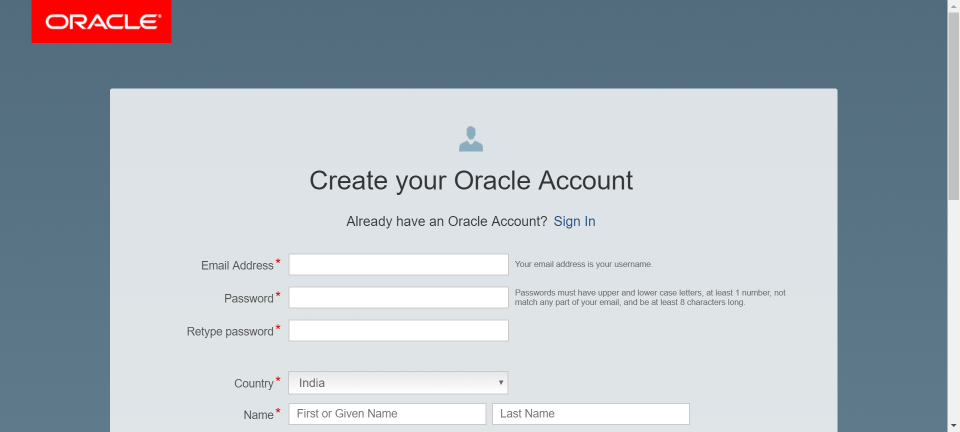 ORACLE
Create your Oracle Account
Already have an Oracle Account? Sign In
Email Address* Your email address is your username.
Password* Passwords must have upper and lower case letters, at least 1 number, not
match any part of your email, and be at least 8 characters long.
Retype password*
Country* India
Name* First or Given Name Last Name